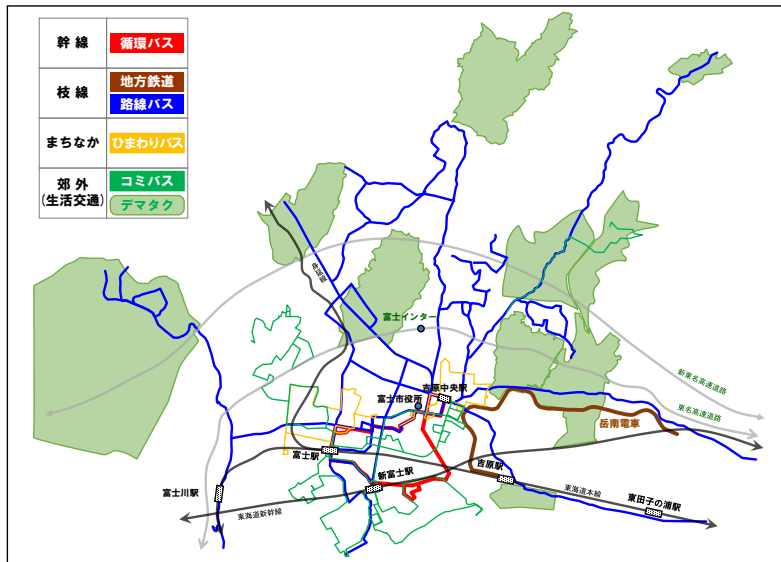 幹 線
循環バス
枝 線
地方鉄道
路線バス
まちなか
ひまわりバス
郊 外
(生活交通)
コミバス
デマタク
身延線
富士インター
新東名高速道路
吉原中央駅
富士市役所
東名高速道路
岳南電車
富士駅
吉原駅
新富士駅
富士川駅
東海道本線
東田子の浦駅
東海道新幹線